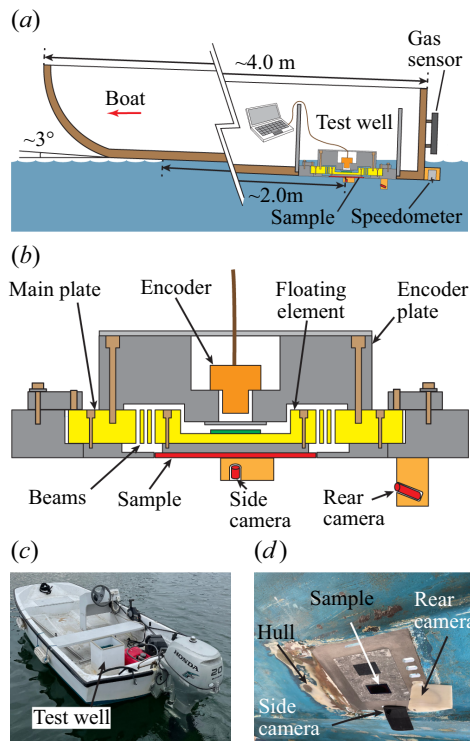 (a)
~4.0 m
Gas
sensor
Boat
Test well
~3°
~2.0m
Sample
Speedometer
(b)
Main plate
Encoder
Floating
element
Encoder
plate
Beams
Sample
Side
camera
Rear
camera
(c)
HONDA
20
Test well
(d)
Sample
Rear
camera
Hull
Side
camera